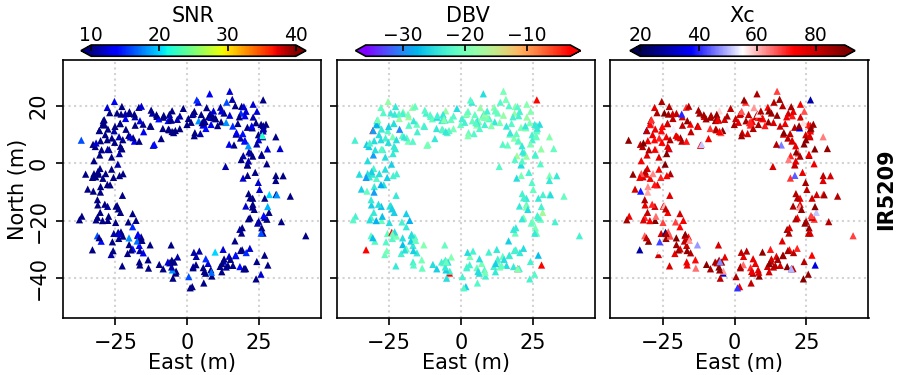 SNR DBV Xc
10 20 30 40 −30 −20 −10 20 40 60 80
20
0
−20
−40
North (m)
IR5209
−25 0 25 −25 0 25 −25 0 25
East (m) East (m) East (m)